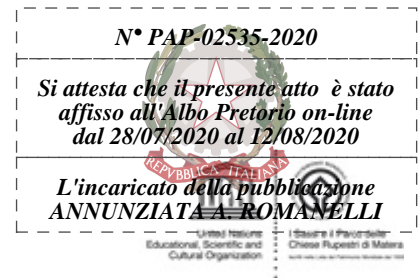 N° PAP-02535-2020
Si attesta che il presente atto è stato
affisso all'Albo Pretorio on-line
dal 28/07/2020 al 12/08/2020
REPVBBLICA ITALIANA
L'incaricato della pubblicazione
ANNUNZIATA A. ROMANELLI
United Nations
Educational, Scientific and
Cultural Organization
I Sassi e il Parco delle
Chiese Rupestri di Matera